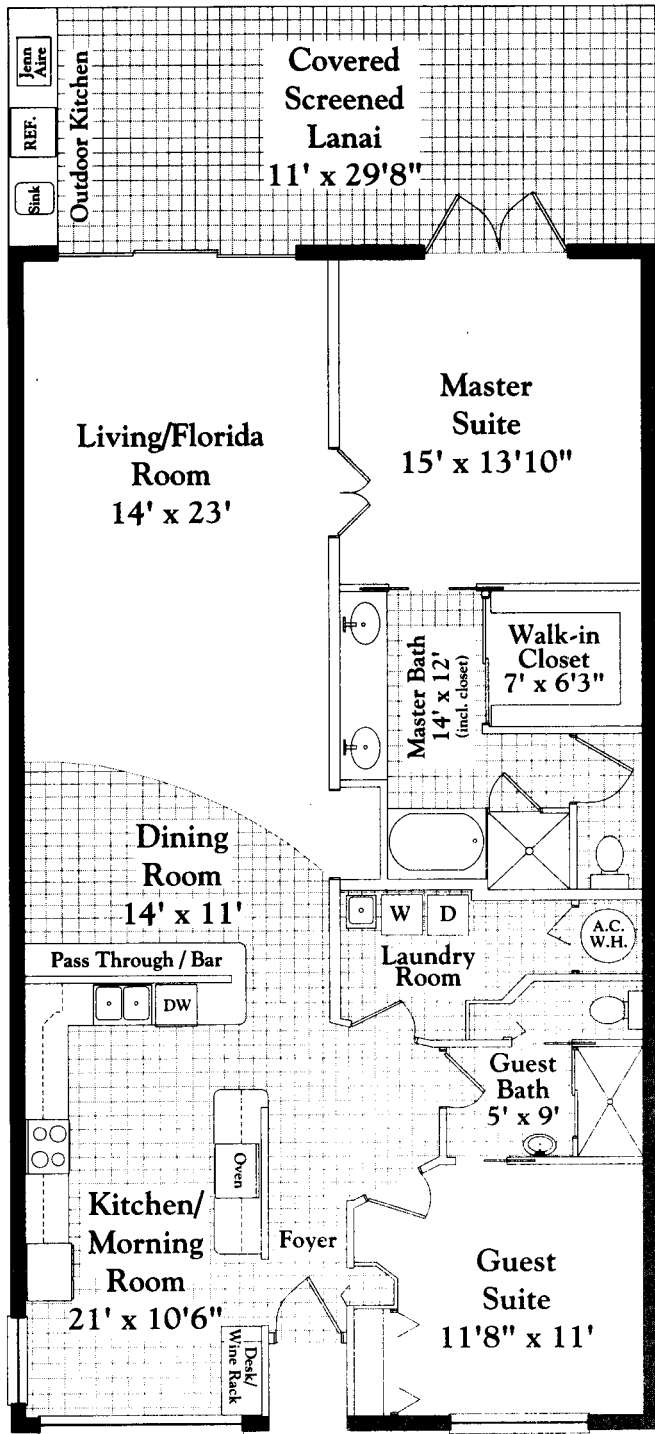 Jenn
Aire
REF.
Sink
Outdoor Kitchen
Covered
Screened
Lanai
11' x 29'8"
Living/Florida
Room
14' x 23'
Master
Suite
15' x 13'10"
Master Bath
14' x 12'
(incl. closet)
Walk-in
Closet
7' x 6'3"
Dining
Room
14' x 11'
Pass Through / Bar
DW
W
D
Laundry
Room
A.C.
W.H.
Guest
Bath
5' x 9'
Oven
Kitchen/
Morning
Room
21' x 10'6"
Foyer
Desk/
Wine Rack
Guest
Suite
11'8" x 11'